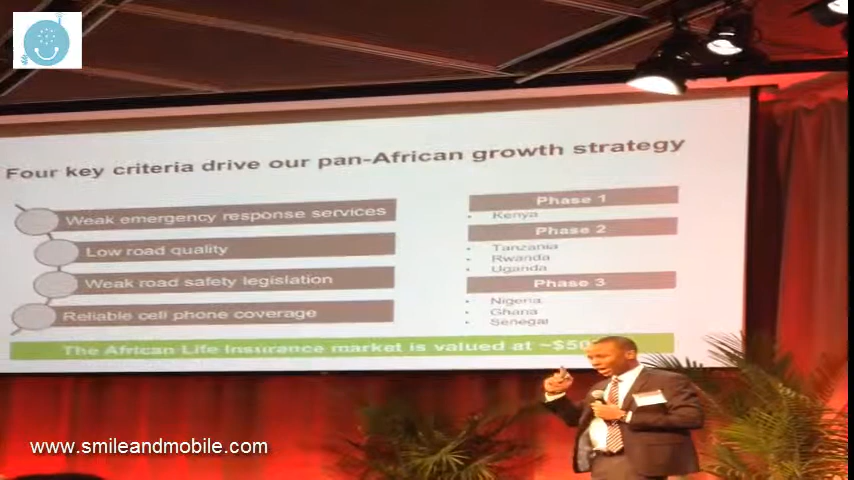 Four key criteria drive our pan-African growth strategy
Weak emergency response services
Low road quality
Weak road safety legislation
Reliable cell phone coverage
Phase 1
Kenya
Phase 2
Tanzania
Rwanda
Uganda
Phase 3
Nigeria
Ghana
Senegal
The African Life Insurance market is valued at ~$50
www.smileandmobile.com